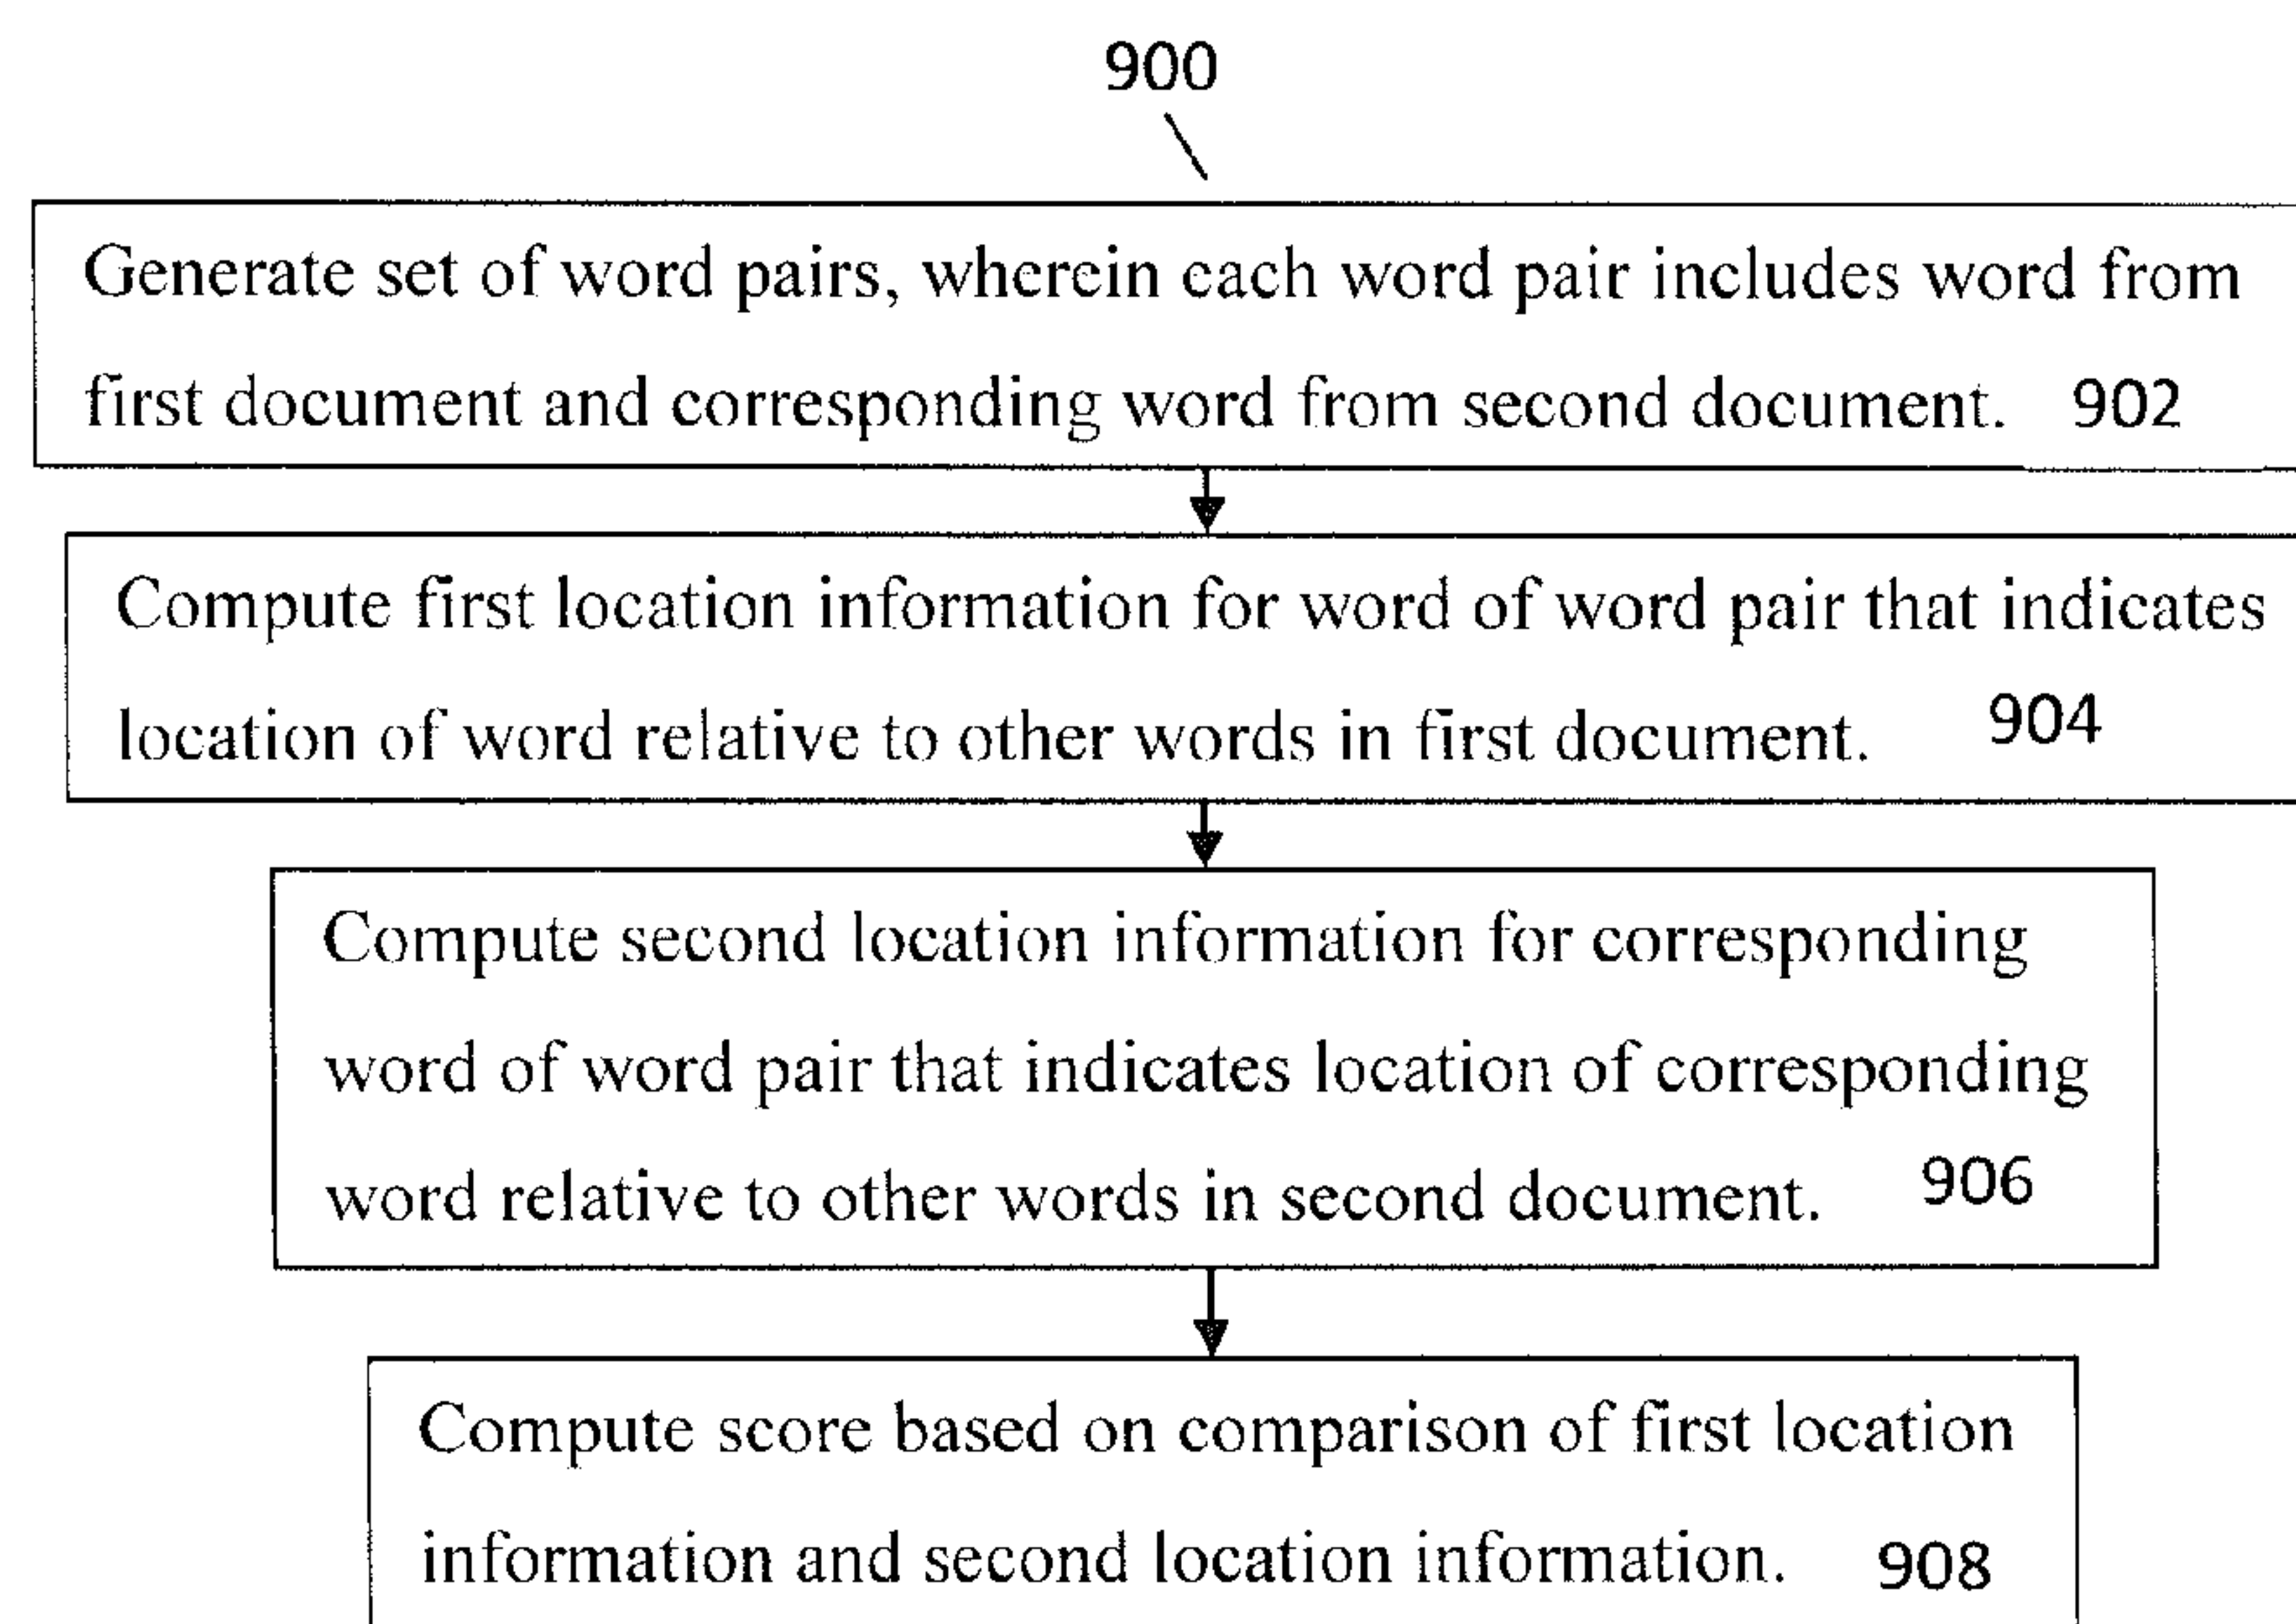 900
Generate set of word pairs, wherein each word pair includes word from
first document and corresponding word from second document. 902
Compute first location information for word of word pair that indicates
location of word relative to other words in first document. 904
Compute second location information for corresponding
word of word pair that indicates location of corresponding
word relative to other words in second document. 906
Compute score based on comparison of first location
information and second location information. 908